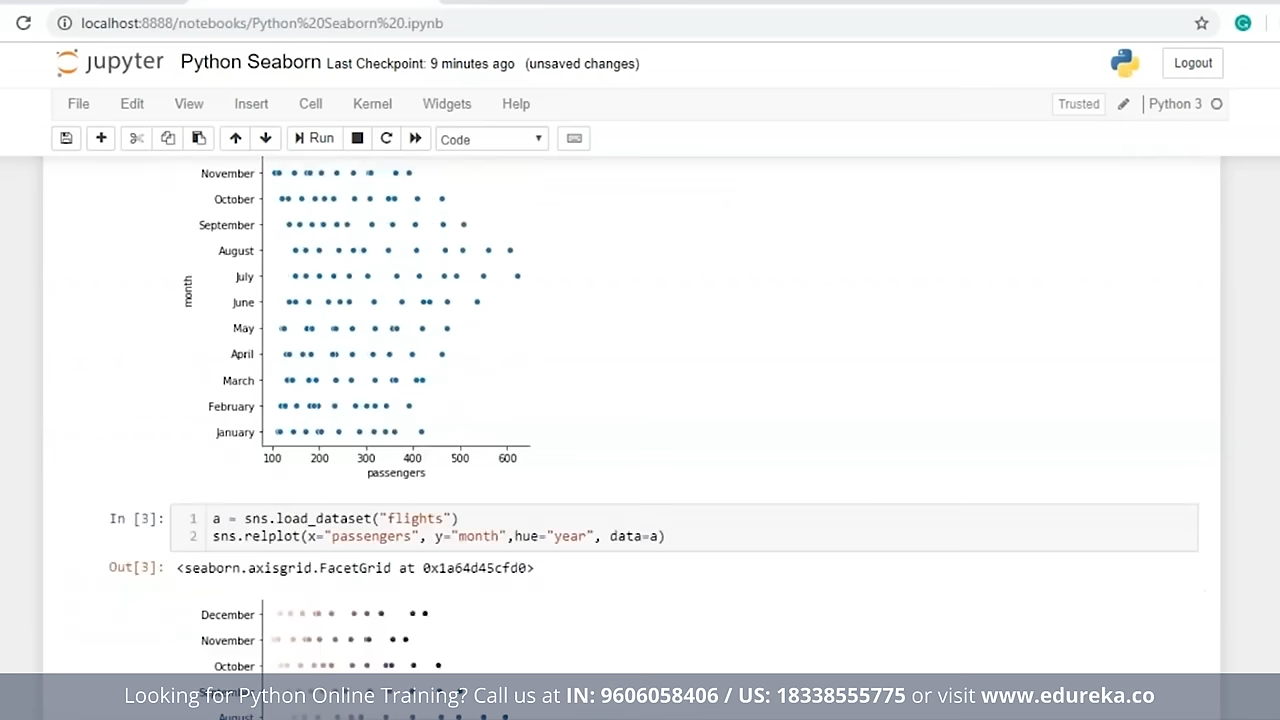 localhost:8888/notebooks/Python%20Seaborn%20.ipynb
jupyter Python Seaborn Last Checkpoint: 9 minutes ago (unsaved changes)
Logout
File Edit View Insert Cell Kernel Widgets Help
Trusted
Python 3
Run
Code
November
October
September
August
July
June
May
April
March
February
January
month
100 200 300 400 500 600
passengers
In [3]:
1 a = sns.load_dataset("flights")
2 sns.relplot(x="passengers", y="month",hue="year", data=a)
Out[3]: <seaborn.axisgrid.FacetGrid at 0x1a64d45cfd0>
December
November
October
August
Looking for Python Online Training? Call us at IN: 9606058406 / US: 18338555775 or visit www.edureka.co